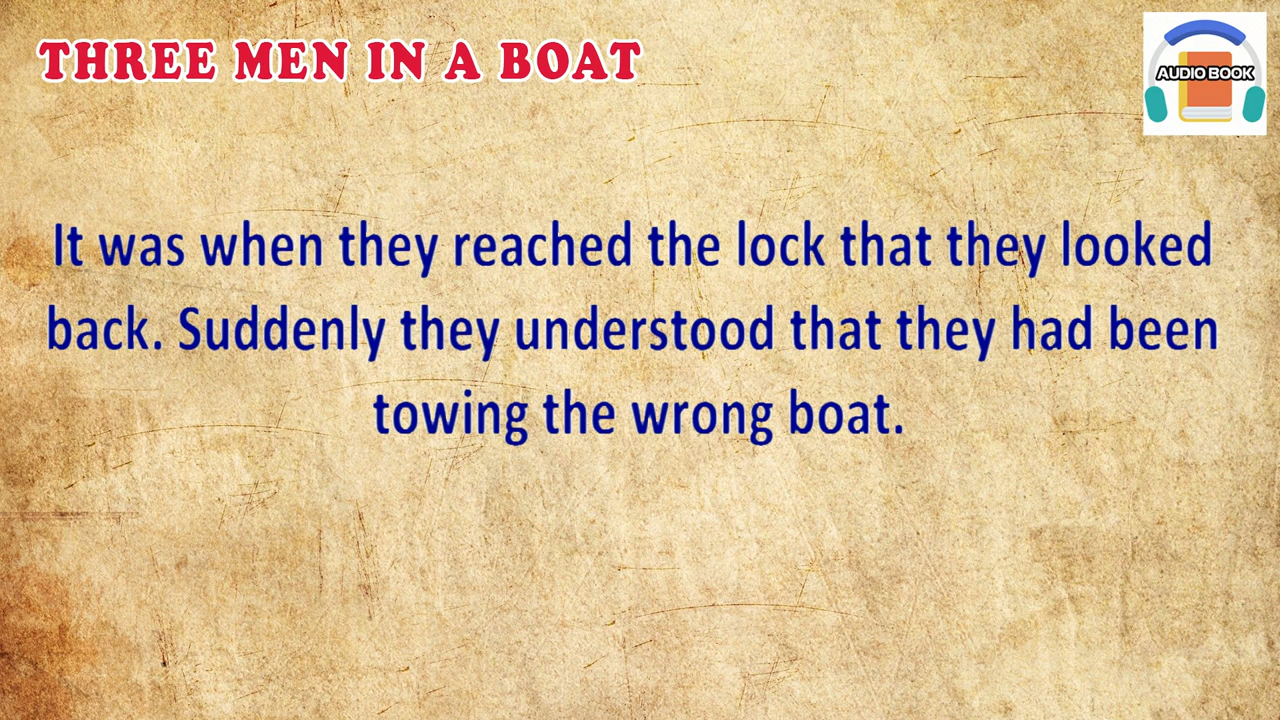 THREE MEN IN A BOAT
AUDIO BOOK
It was when they reached the lock that they looked
back. Suddenly they understood that they had been
towing the wrong boat.